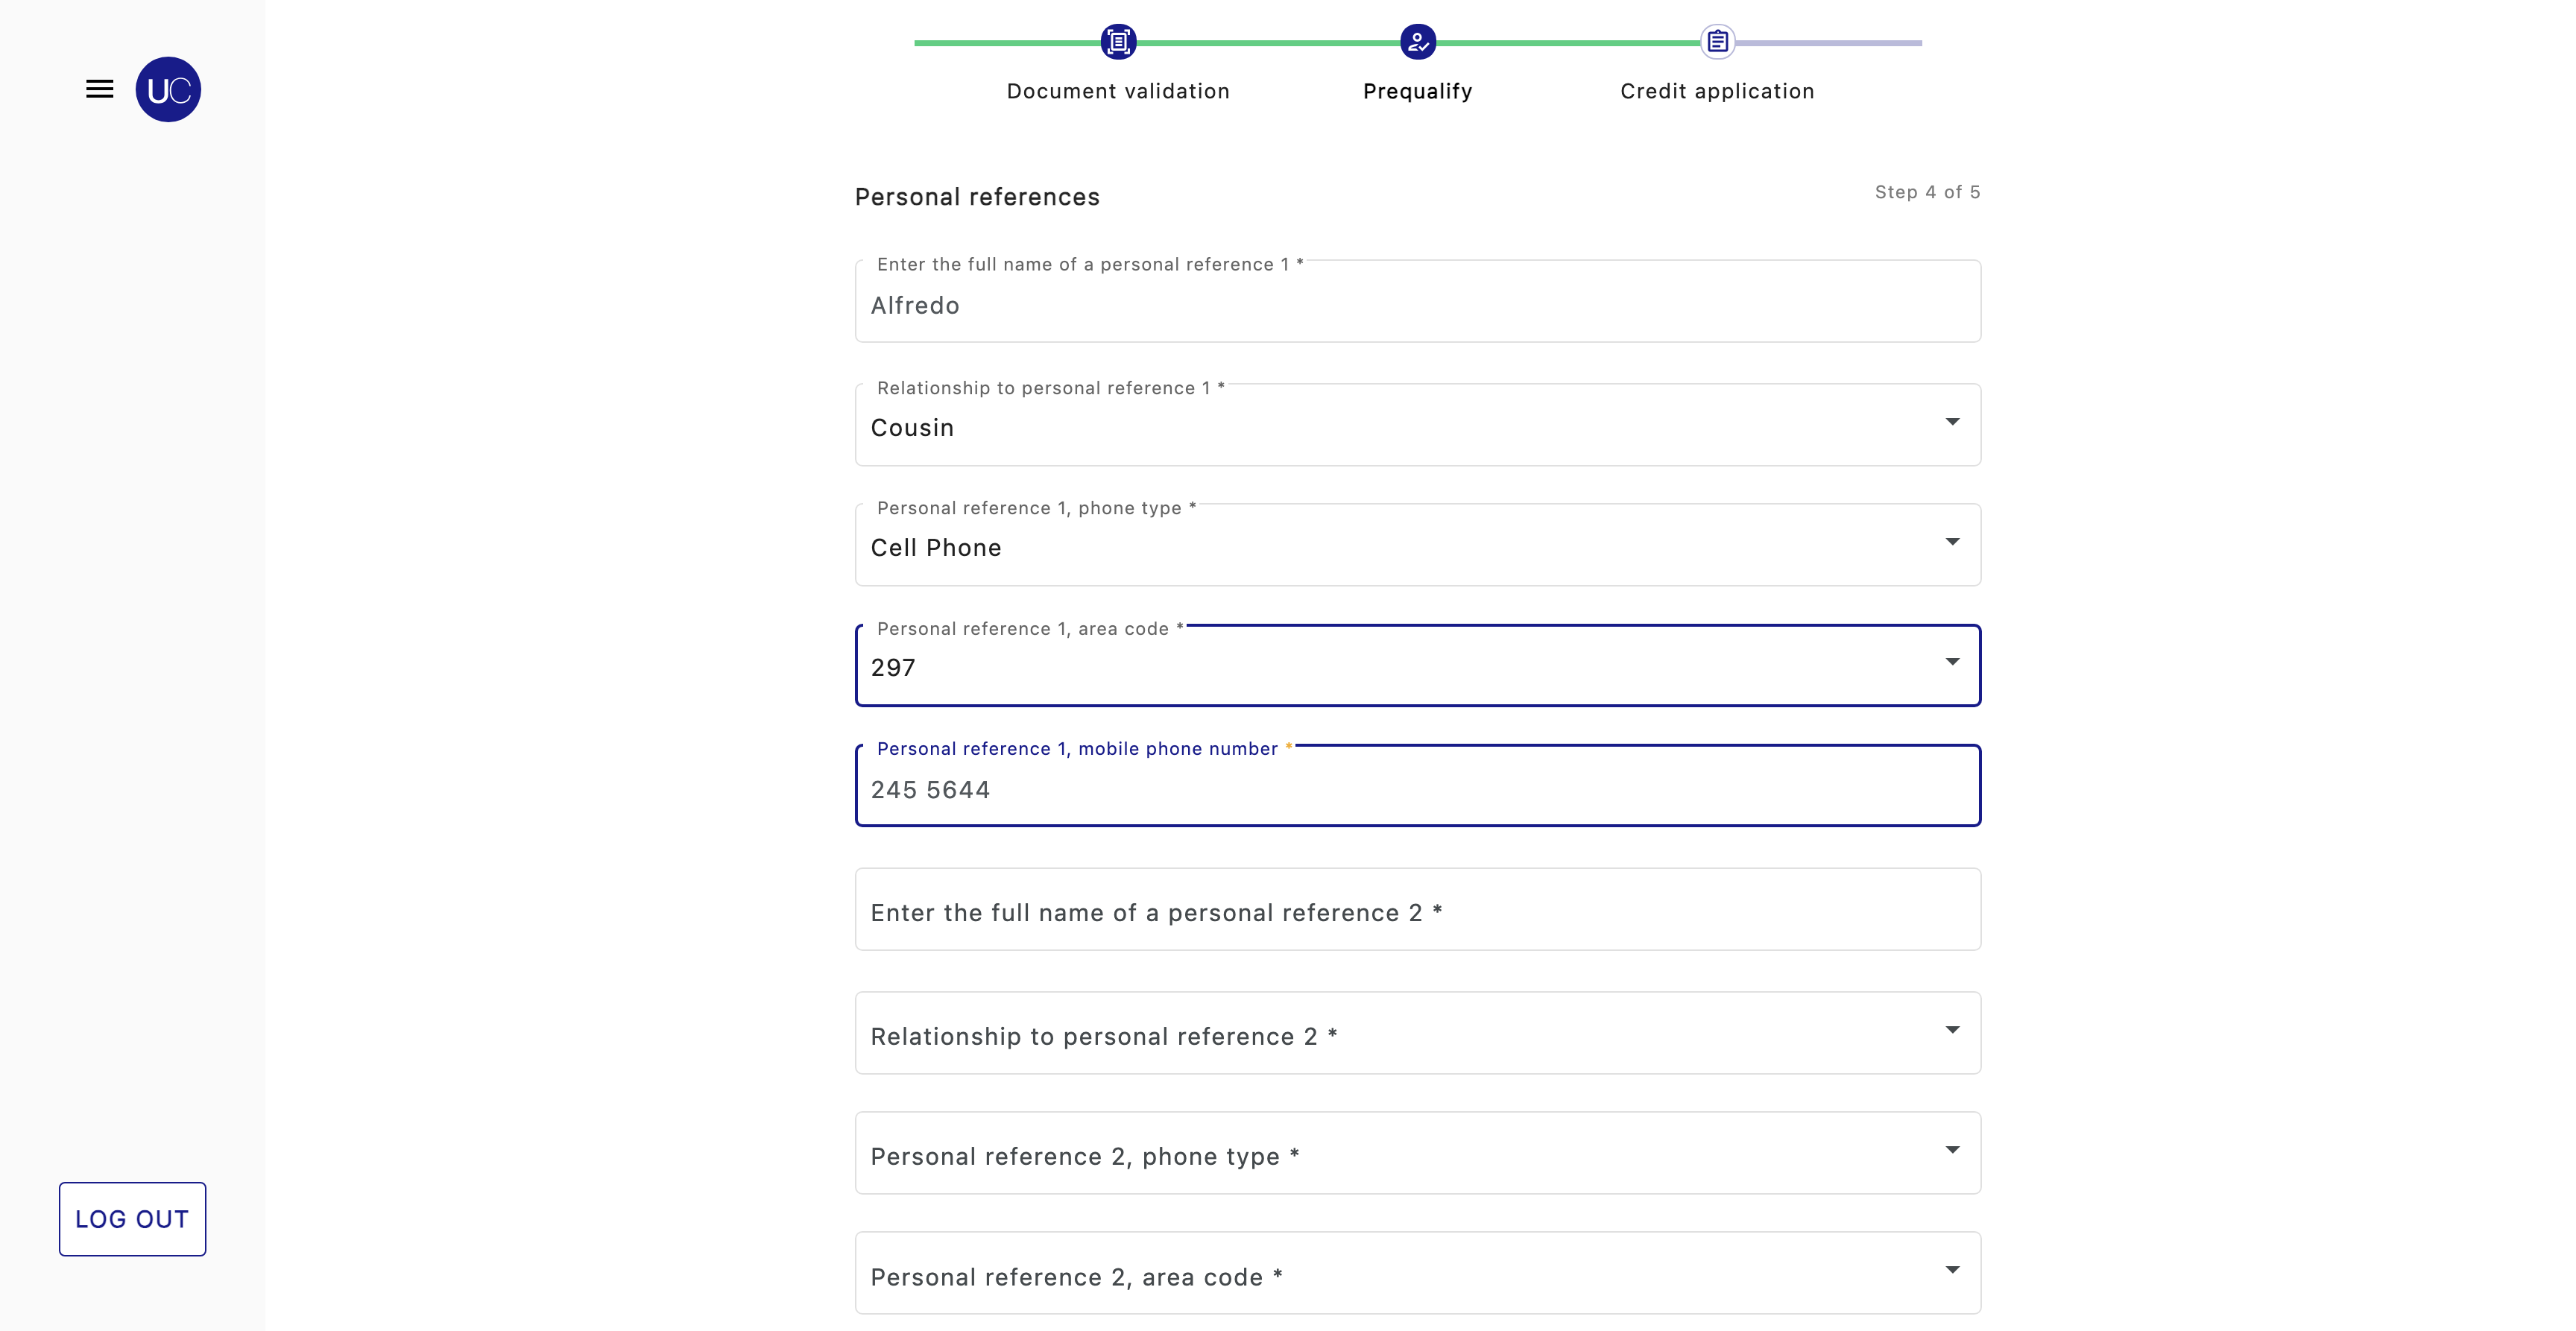 UC
Document validation
Prequalify
Credit application
Personal references
Step 4 of 5
Enter the full name of a personal reference 1 *
Alfredo
Relationship to personal reference 1 *
Cousin
Personal reference 1, phone type *
Cell Phone
Personal reference 1, area code *
297
Personal reference 1, mobile phone number *
245 5644
Enter the full name of a personal reference 2 *
Relationship to personal reference 2 *
Personal reference 2, phone type *
Personal reference 2, area code *
LOG OUT